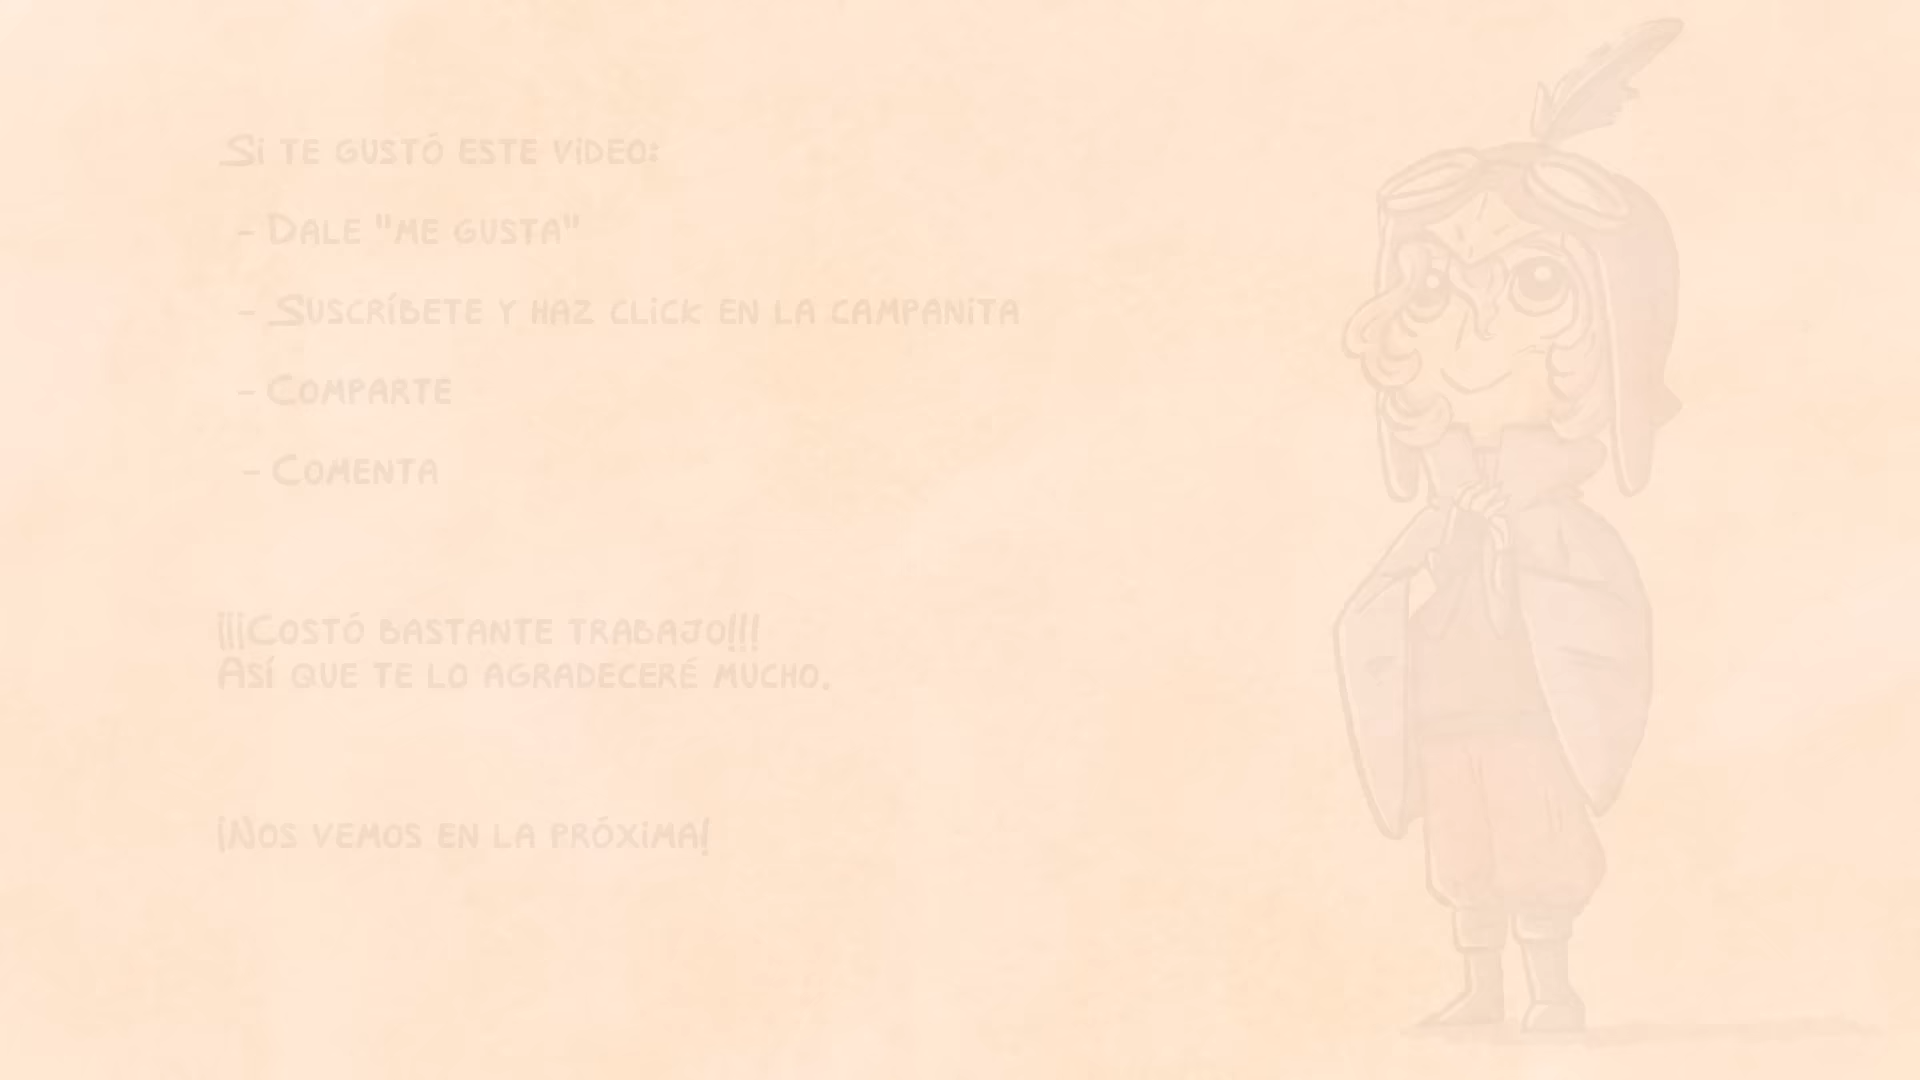 Si te gustó este video:
- Dale "me gusta"
- Suscríbete y haz click en la campanita
- Comparte
- Comenta
¡¡¡Costó bastante trabajo!!!
Así que te lo agradeceré mucho.
¡Nos vemos en la próxima!